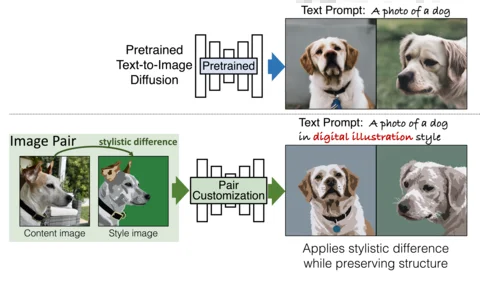 Text Prompt: A photo of a dog
Pretrained
Text-to-Image
Diffusion
Pretrained
Text Prompt: A photo of a dog
in digital illustration style
Image Pair
stylistic difference
Content image
Style image
Pair
Customization
Applies stylistic difference
while preserving structure